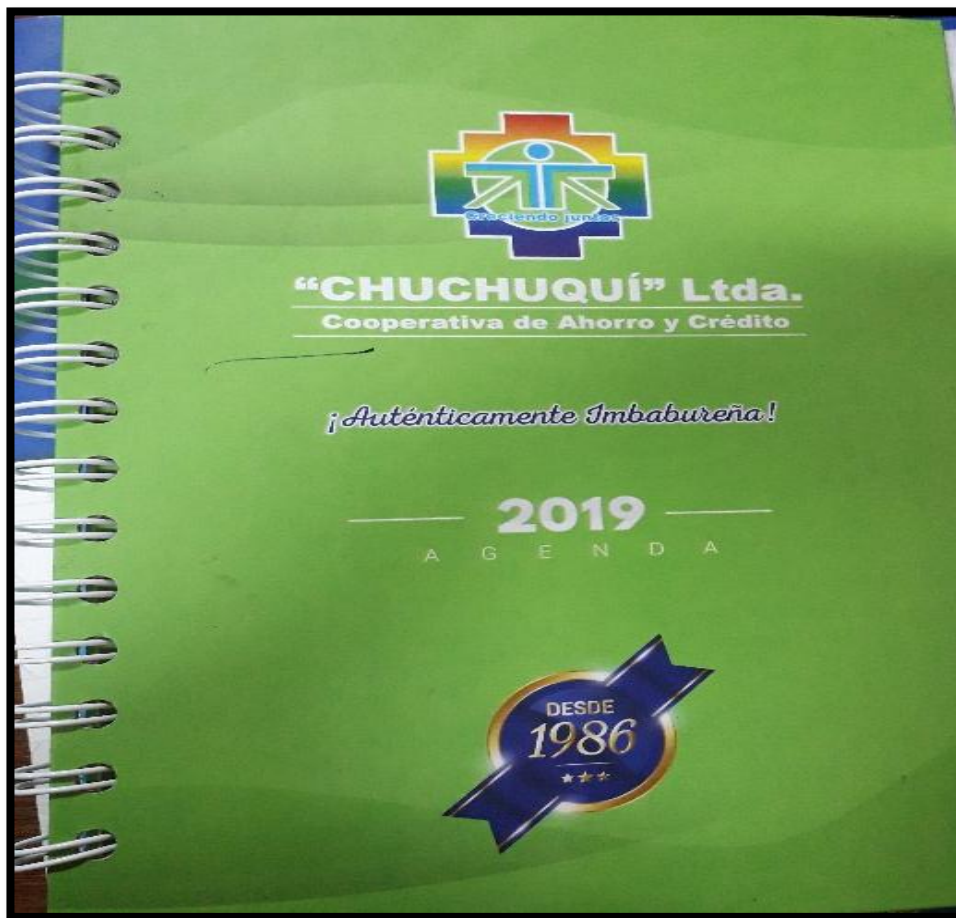 Creciendo juntos
“CHUCHUQUÍ” Ltda.
Cooperativa de Ahorro y Crédito
¡Auténticamente Imbabureña!
2019
AGENDA
DESDE
1986